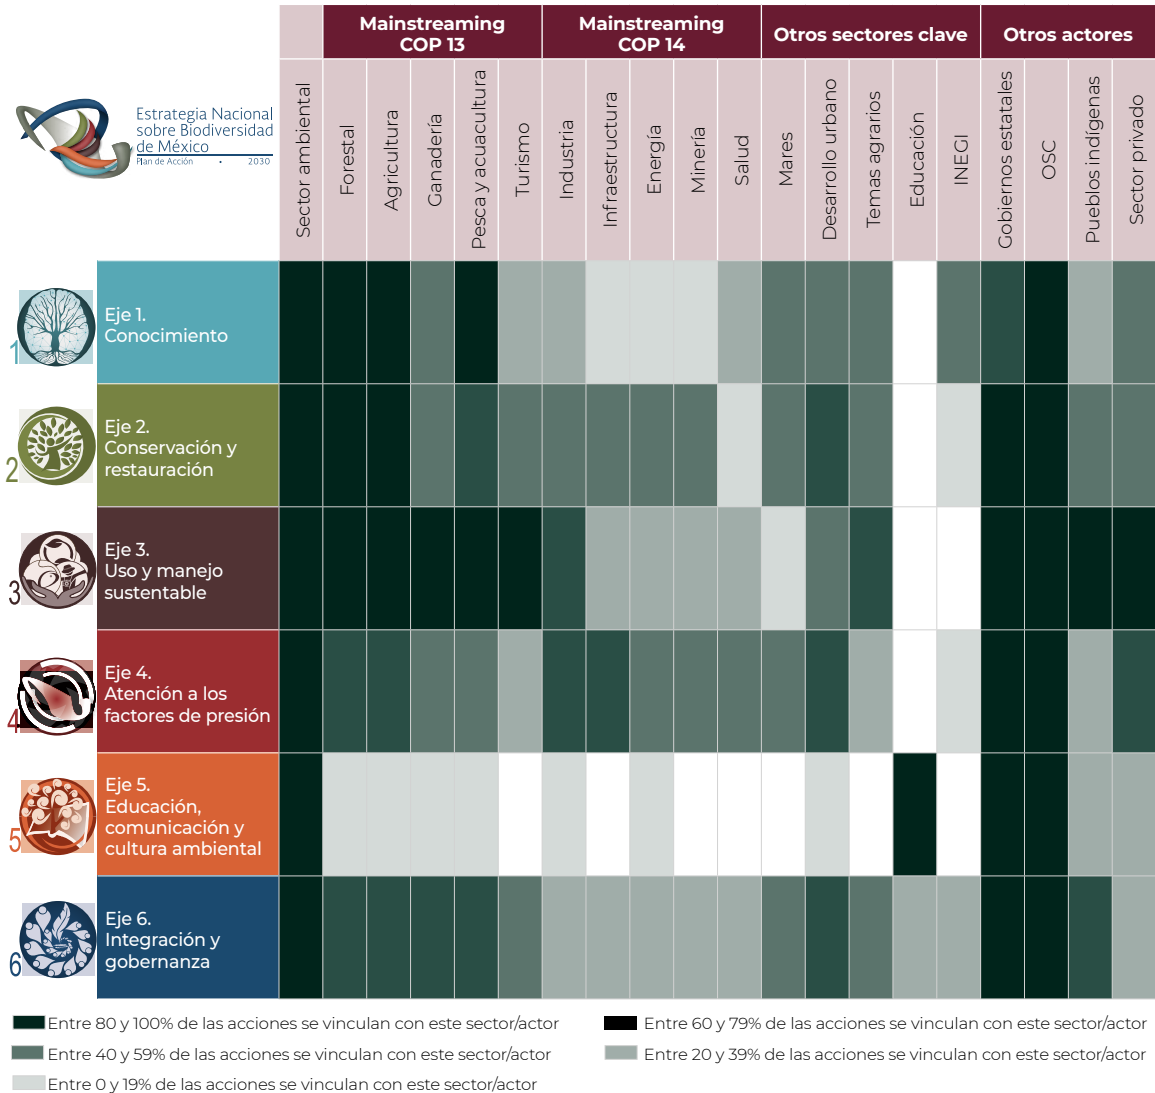 Mainstreaming
COP 13
Mainstreaming
COP 14
Otros sectores clave
Otros actores
Estrategia Nacional
sobre Biodiversidad
de México
Plan de Acción • 2030
Sector ambiental
Forestal
Agricultura
Ganadería
Pesca y acuacultura
Turismo
Industria
Infraestructura
Energía
Minería
Salud
Mares
Desarrollo urbano
Temas agrarios
Educación
INEGI
Gobiernos estatales
OSC
Pueblos indígenas
Sector privado
1
Eje 1.
Conocimiento
2
Eje 2.
Conservación y
restauración
3
Eje 3.
Uso y manejo
sustentable
4
Eje 4.
Atención a los
factores de presión
5
Eje 5.
Educación,
comunicación y
cultura ambiental
6
Eje 6.
Integración y
gobernanza
Entre 80 y 100% de las acciones se vinculan con este sector/actor
Entre 60 y 79% de las acciones se vinculan con este sector/actor
Entre 40 y 59% de las acciones se vinculan con este sector/actor
Entre 20 y 39% de las acciones se vinculan con este sector/actor
Entre 0 y 19% de las acciones se vinculan con este sector/actor